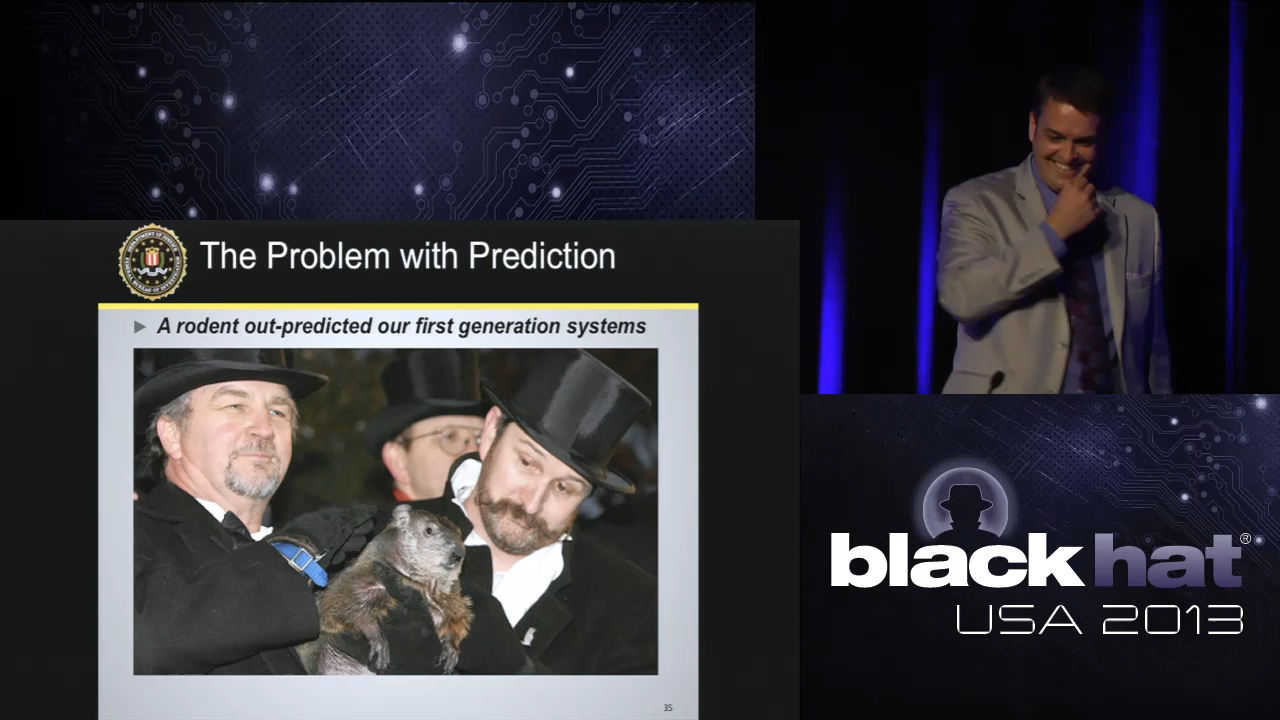 The Problem with Prediction
A rodent out-predicted our first generation systems
35
black hat®
USA 2013